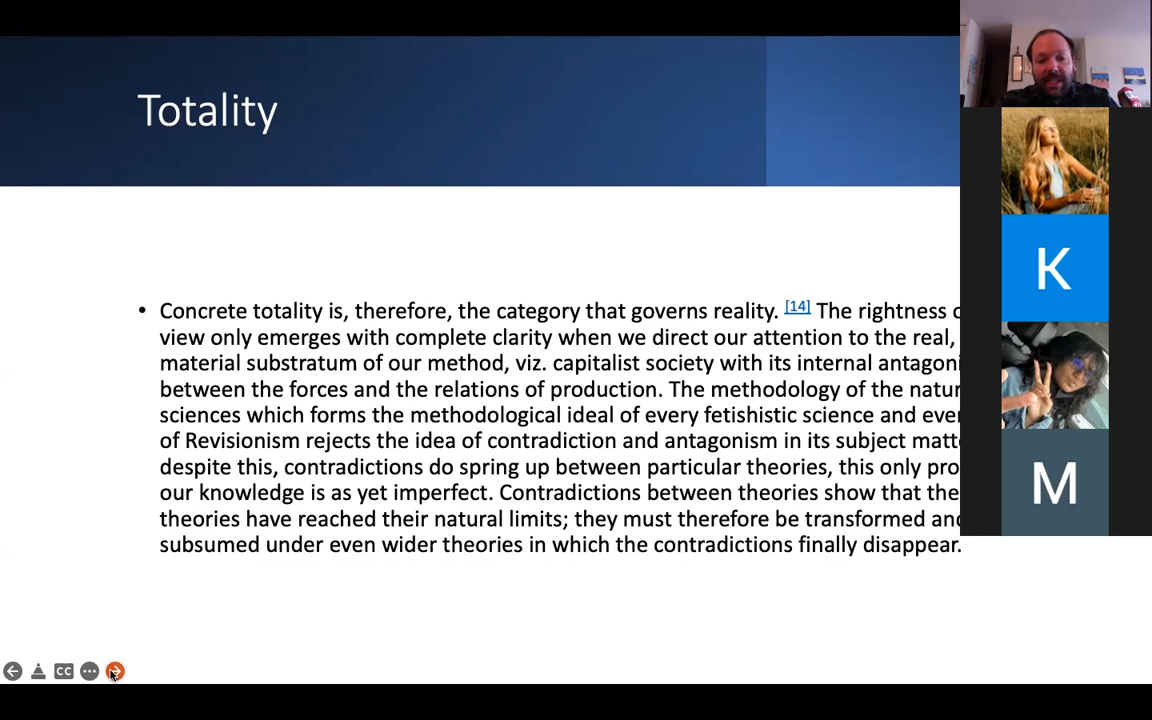 Totality
• Concrete totality is, therefore, the category that governs reality. [14] The rightness
view only emerges with complete clarity when we direct our attention to the real,
material substratum of our method, viz. capitalist society with its internal antagoni
between the forces and the relations of production. The methodology of the natur
sciences which forms the methodological ideal of every fetishistic science and even
of Revisionism rejects the idea of contradiction and antagonism in its subject matt
despite this, contradictions do spring up between particular theories, this only pro
our knowledge is as yet imperfect. Contradictions between theories show that the
theories have reached their natural limits; they must therefore be transformed and
subsumed under even wider theories in which the contradictions finally disappear.
K
M
CC